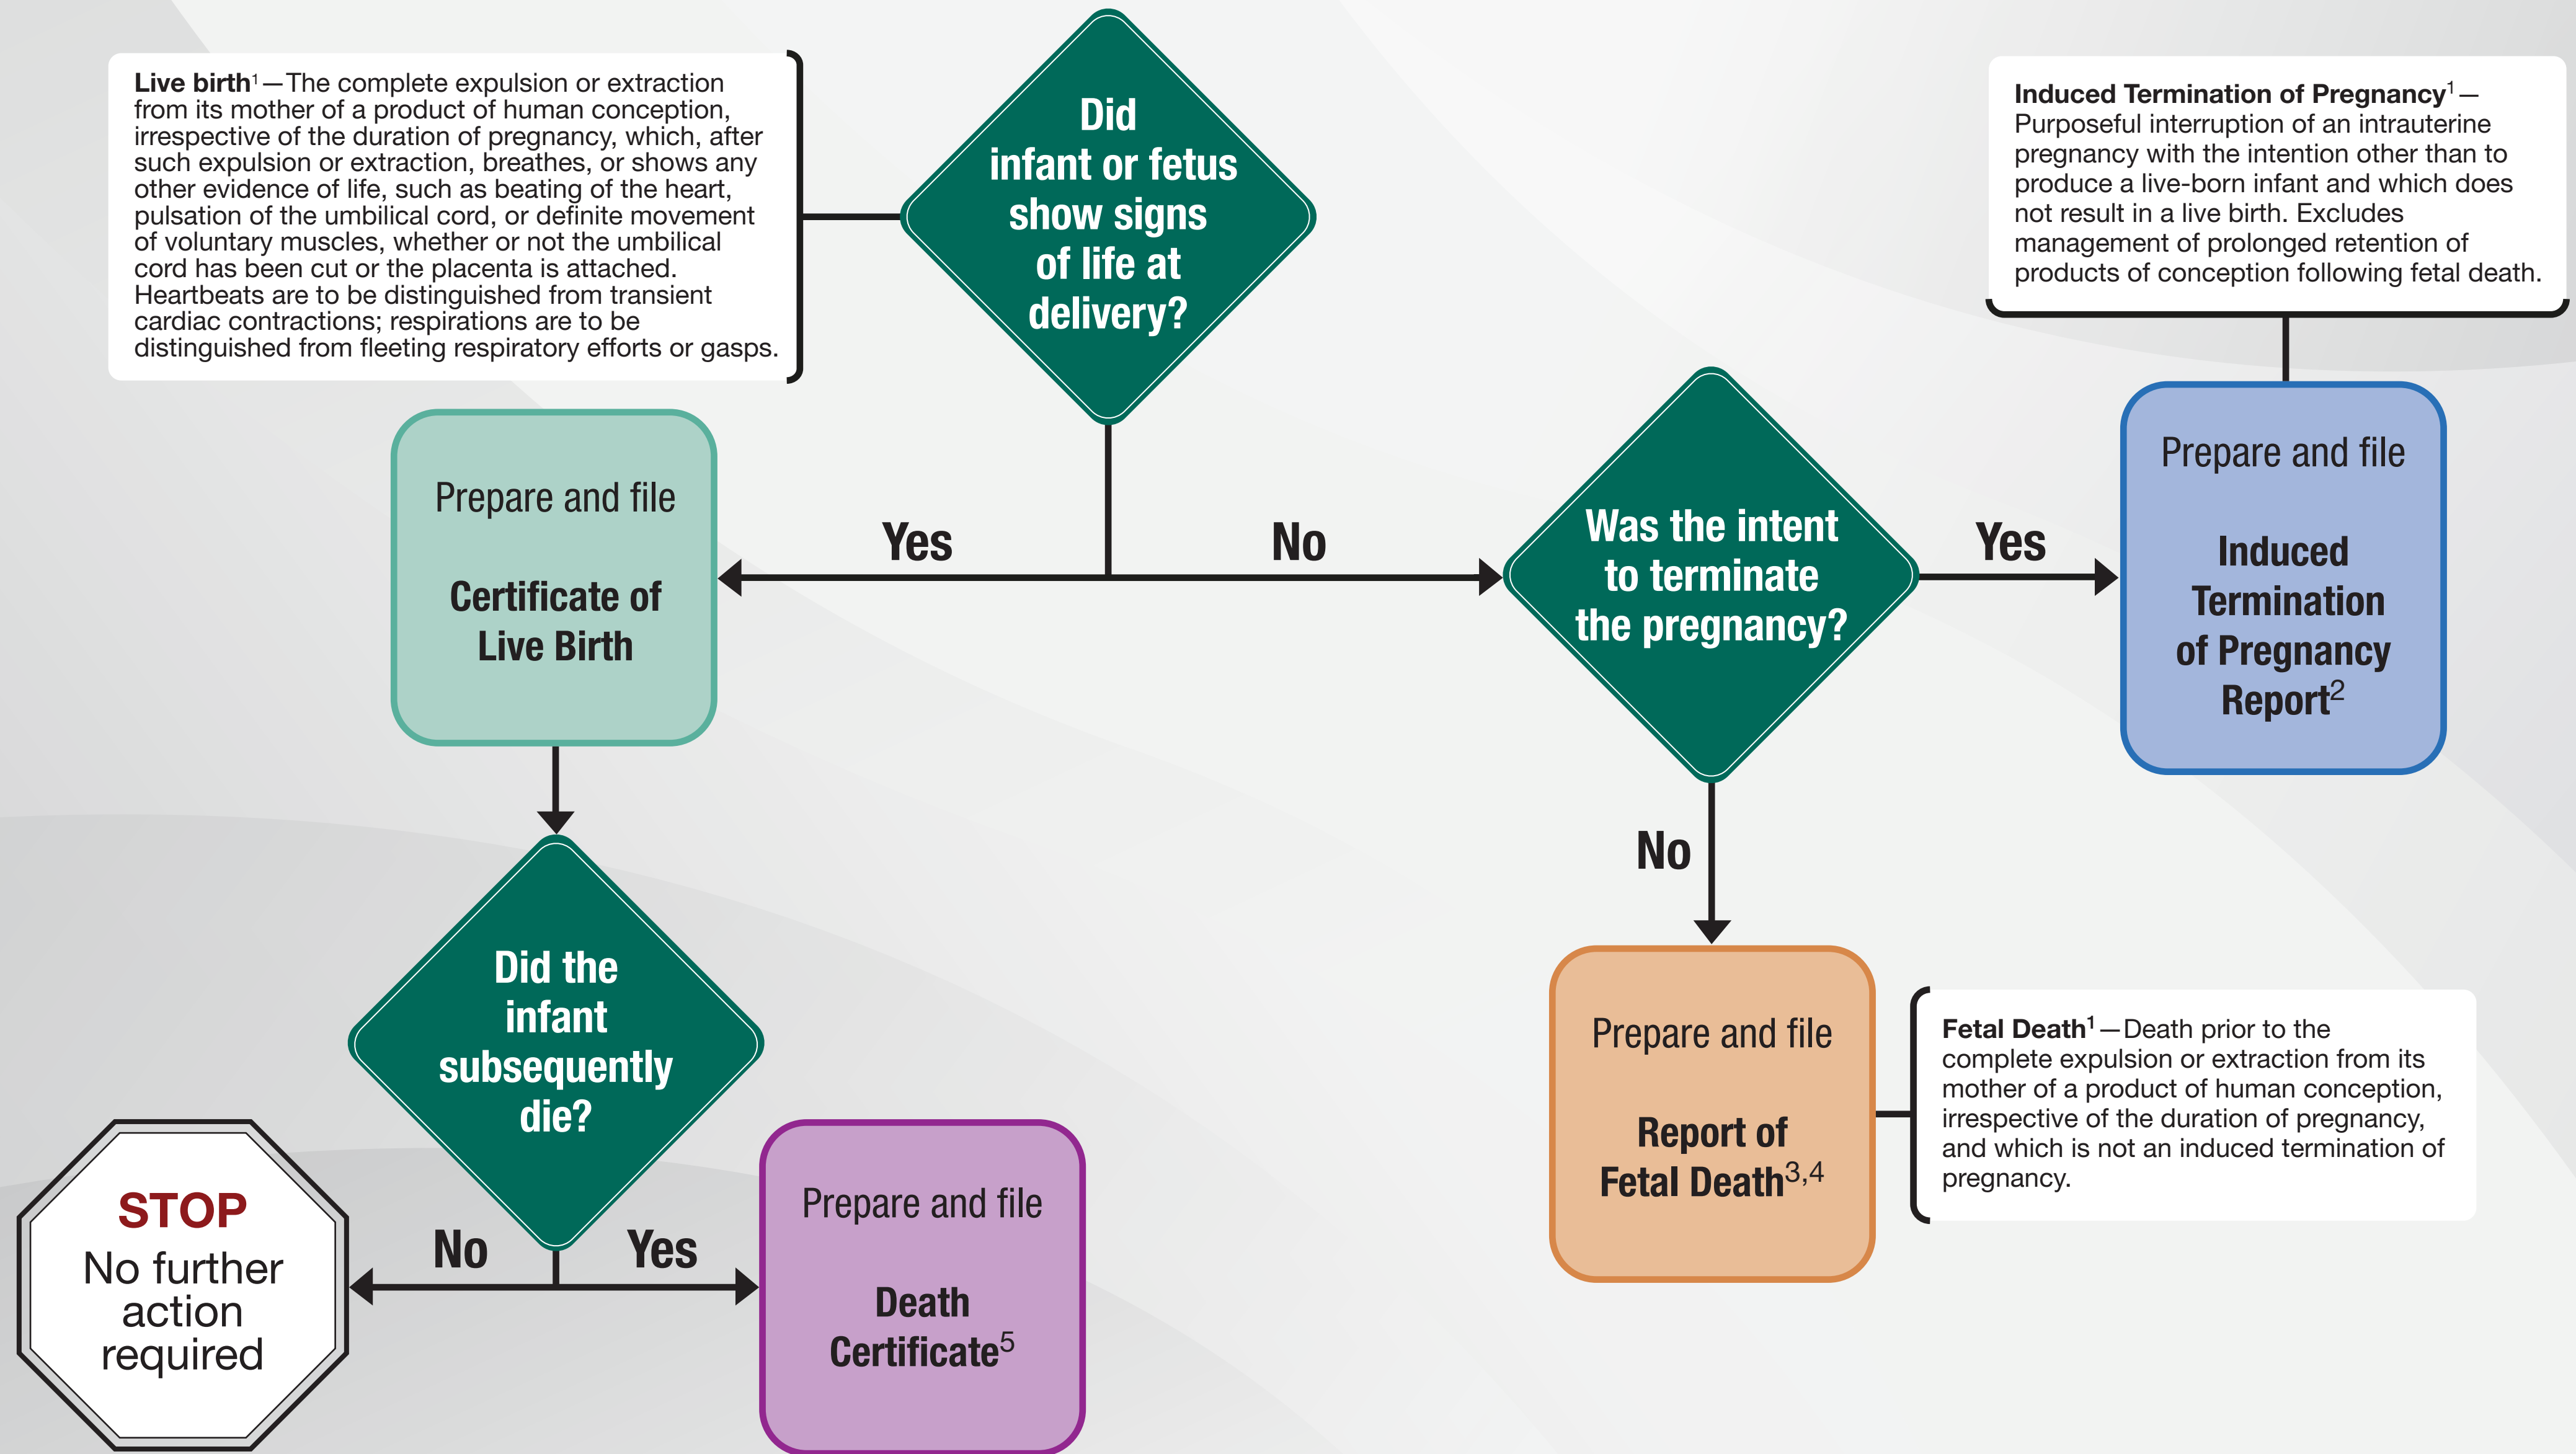 Live birth¹—The complete expulsion or extraction
from its mother of a product of human conception,
irrespective of the duration of pregnancy, which, after
such expulsion or extraction, breathes, or shows any
other evidence of life, such as beating of the heart,
pulsation of the umbilical cord, or definite movement
of voluntary muscles, whether or not the umbilical
cord has been cut or the placenta is attached.
Heartbeats are to be distinguished from transient
cardiac contractions; respirations are to be
distinguished from fleeting respiratory efforts or gasps.
Did
infant or fetus
show signs
of life at
delivery?
Induced Termination of Pregnancy¹—
Purposeful interruption of an intrauterine
pregnancy with the intention other than to
produce a live-born infant and which does
not result in a live birth. Excludes
management of prolonged retention of
products of conception following fetal death.
Prepare and file
Certificate of
Live Birth
Yes
No
Was the intent
to terminate
the pregnancy?
Yes
Prepare and file
Induced
Termination
of Pregnancy
Report²
No
Did the
infant
subsequently
die?
Prepare and file
Report of
Fetal Death³,⁴
Fetal Death¹—Death prior to the
complete expulsion or extraction from its
mother of a product of human conception,
irrespective of the duration of pregnancy,
and which is not an induced termination of
pregnancy.
STOP
No further
action
required
No
Yes
Prepare and file
Death
Certificate⁵